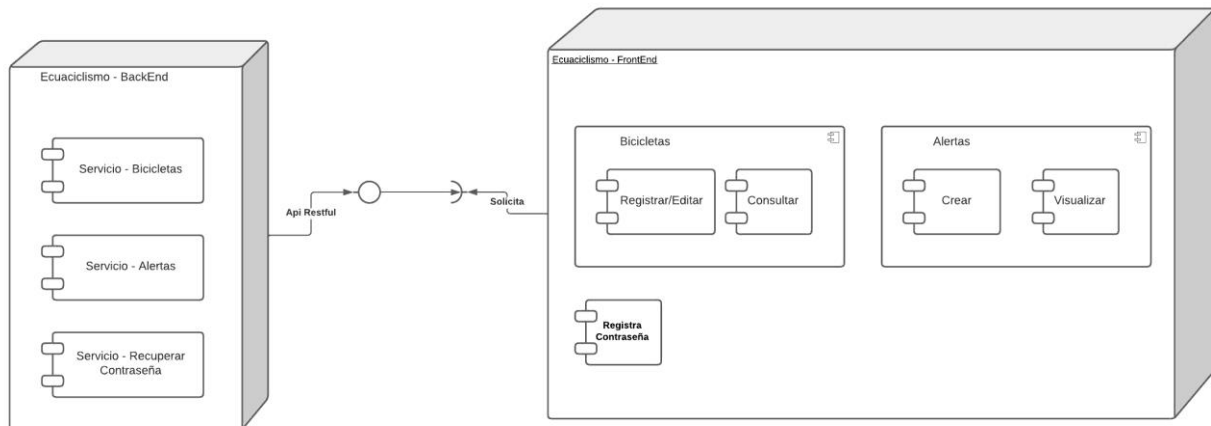 Ecuaciclismo - BackEnd
Servicio - Bicicletas
Servicio - Alertas
Servicio - Recuperar
Contraseña
Api Restful
Solicita
Ecuaciclismo - FrontEnd
Bicicletas
Registrar/Editar
Consultar
Alertas
Crear
Visualizar
Registra
Contraseña